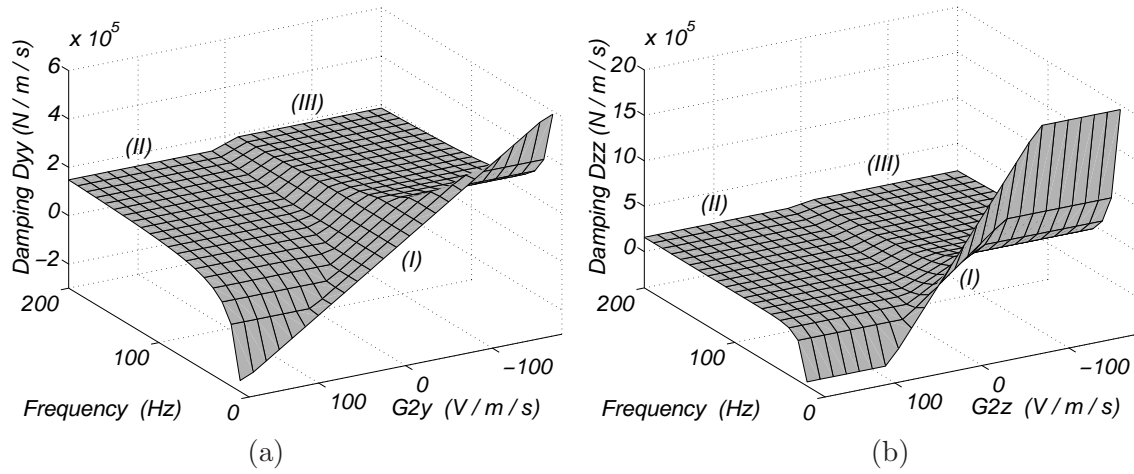 x 10^5
Damping Dyy (N / m / s)
6
4
2
0
−2
200
100
0
Frequency (Hz)
100
0
−100
G2y (V / m / s)
(I)
(II)
(III)
(a)
x 10^5
Damping Dzz (N / m / s)
20
15
10
5
0
200
100
0
Frequency (Hz)
100
0
−100
G2z (V / m / s)
(I)
(II)
(III)
(b)